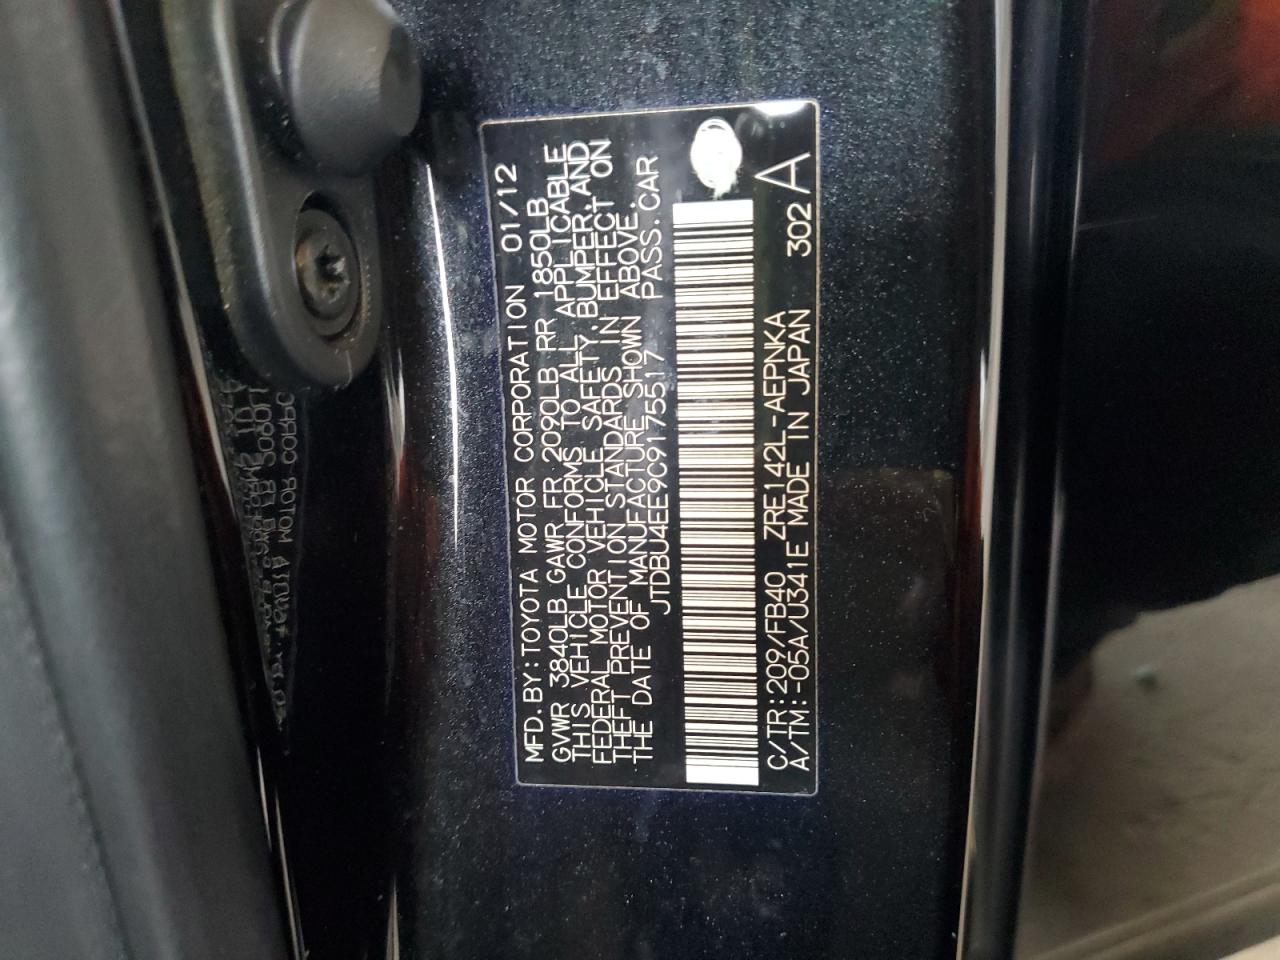 MFD.BY:TOYOTA MOTOR CORPORATION 01/12
GVWR 3840LB GAWR FR 2090LB RR 1850LB
THIS VEHICLE CONFORMS TO ALL APPLICABLE
FEDERAL MOTOR VEHICLE SAFETY,BUMPER,AND
THEFT PREVENTION STANDARDS IN EFFECT ON
THE DATE OF MANUFACTURE SHOWN ABOVE.
JTDBU4EE9C9175517 PASS.CAR
C/TR:209/FB40 ZRE142L-AEPNKA
A/TM:-05A/U341E MADE IN JAPAN 302 A